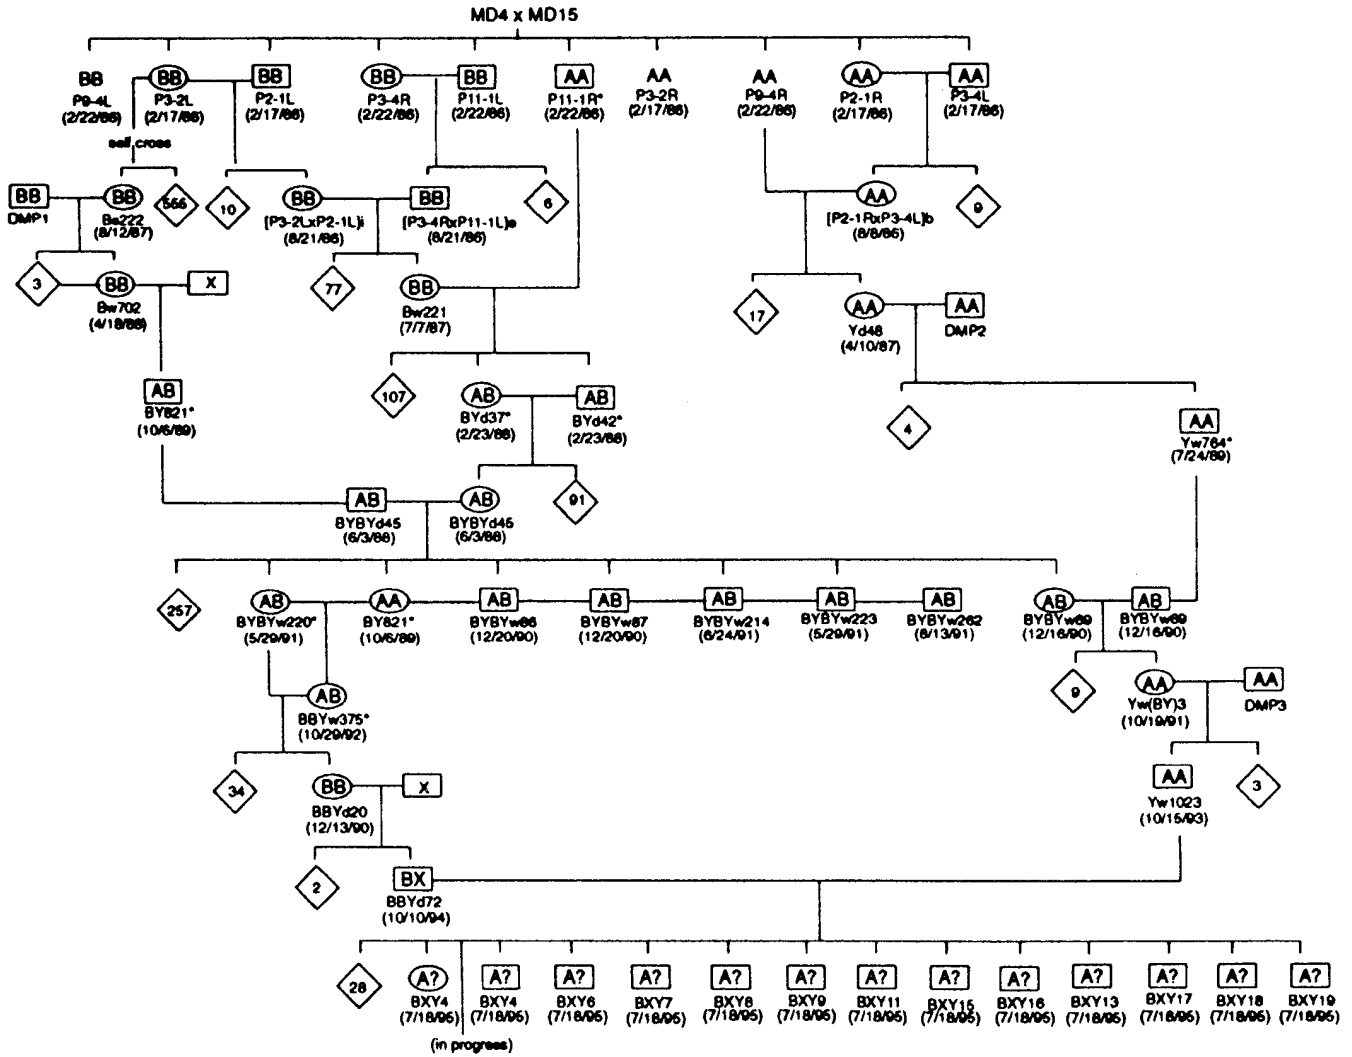 MD4 x MD15
BB BB BB BB BB AA AA AA AA AA
P9-4L P3-2L P2-1L P3-4R P11-1L P11-1R* P3-2R P9-4R P2-1R P3-4L
(2/22/86) (2/17/86) (2/17/86) (2/22/86) (2/22/86) (2/22/86) (2/17/86) (2/22/86) (2/17/86) (2/17/86)
self cross
BB BB 566 10 BB BB 6 AA 9
DMP1 Bs222 [P3-2LxP2-1L]i [P3-4RxP11-1L]e [P2-1RxP3-4L]b
(8/12/87) (8/21/86) (8/21/86) (8/8/86)
3 BB X 77 BB 17 AA AA
Bw702 Bw221 Yd48 DMP2
(4/18/88) (7/7/87) (4/10/87)
AB 107 AB AB 4 AA
BY821* BYd37* BYd42* Yw764*
(10/6/89) (2/23/88) (2/23/88) (7/24/89)
AB AB 91
BYBYd45 BYBYd45
(6/3/88) (6/3/88)
257 AB AA AB AB AB AB AB AB AB
BYBYw220* BY821* BYBYw86 BYBYw87 BYBYw214 BYBYw223 BYBYw262 BYBYw69 BYBYw69
(5/29/91) (10/6/89) (12/20/90) (12/20/90) (6/24/91) (5/29/91) (8/13/91) (12/16/90) (12/16/90)
AB 9 AA AA
BBYw375* Yw(BY)3 DMP3
(10/29/92) (10/19/91)
34 BB X AA 3
BBYd20 Yw1023
(12/13/90) (10/15/93)
2 BX
BBYd72
(10/10/94)
28 A? A? A? A? A? A? A? A? A? A? A? A? A?
BXY4 BXY4 BXY6 BXY7 BXY8 BXY9 BXY11 BXY15 BXY16 BXY13 BXY17 BXY18 BXY19
(7/18/95) (7/18/95) (7/18/95) (7/18/95) (7/18/95) (7/18/95) (7/18/95) (7/18/95) (7/18/95) (7/18/95) (7/18/95) (7/18/95) (7/18/95)
(in progress)